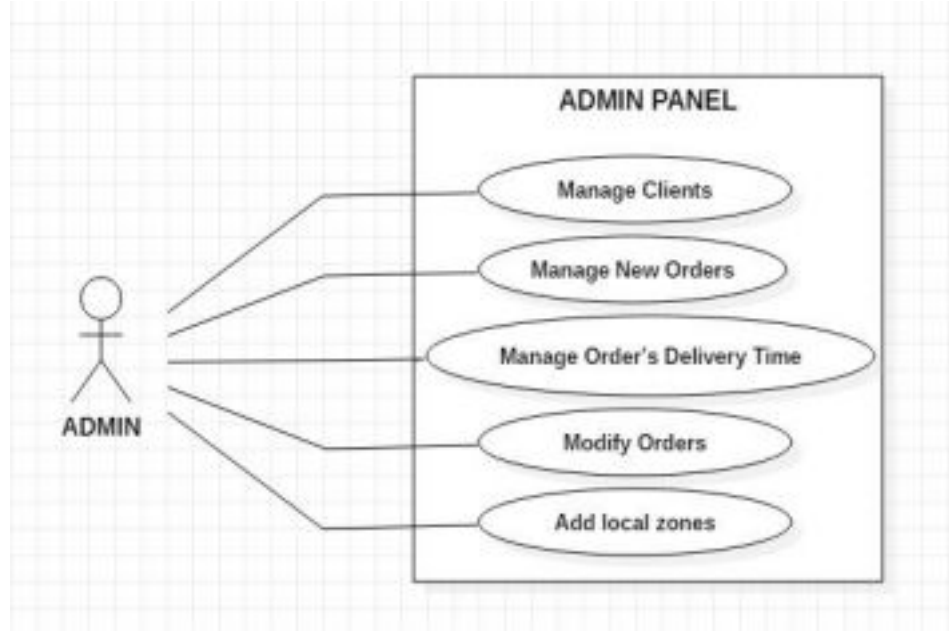 ADMIN PANEL
Manage Clients
Manage New Orders
Manage Order's Delivery Time
ADMIN
Modify Orders
Add local zones